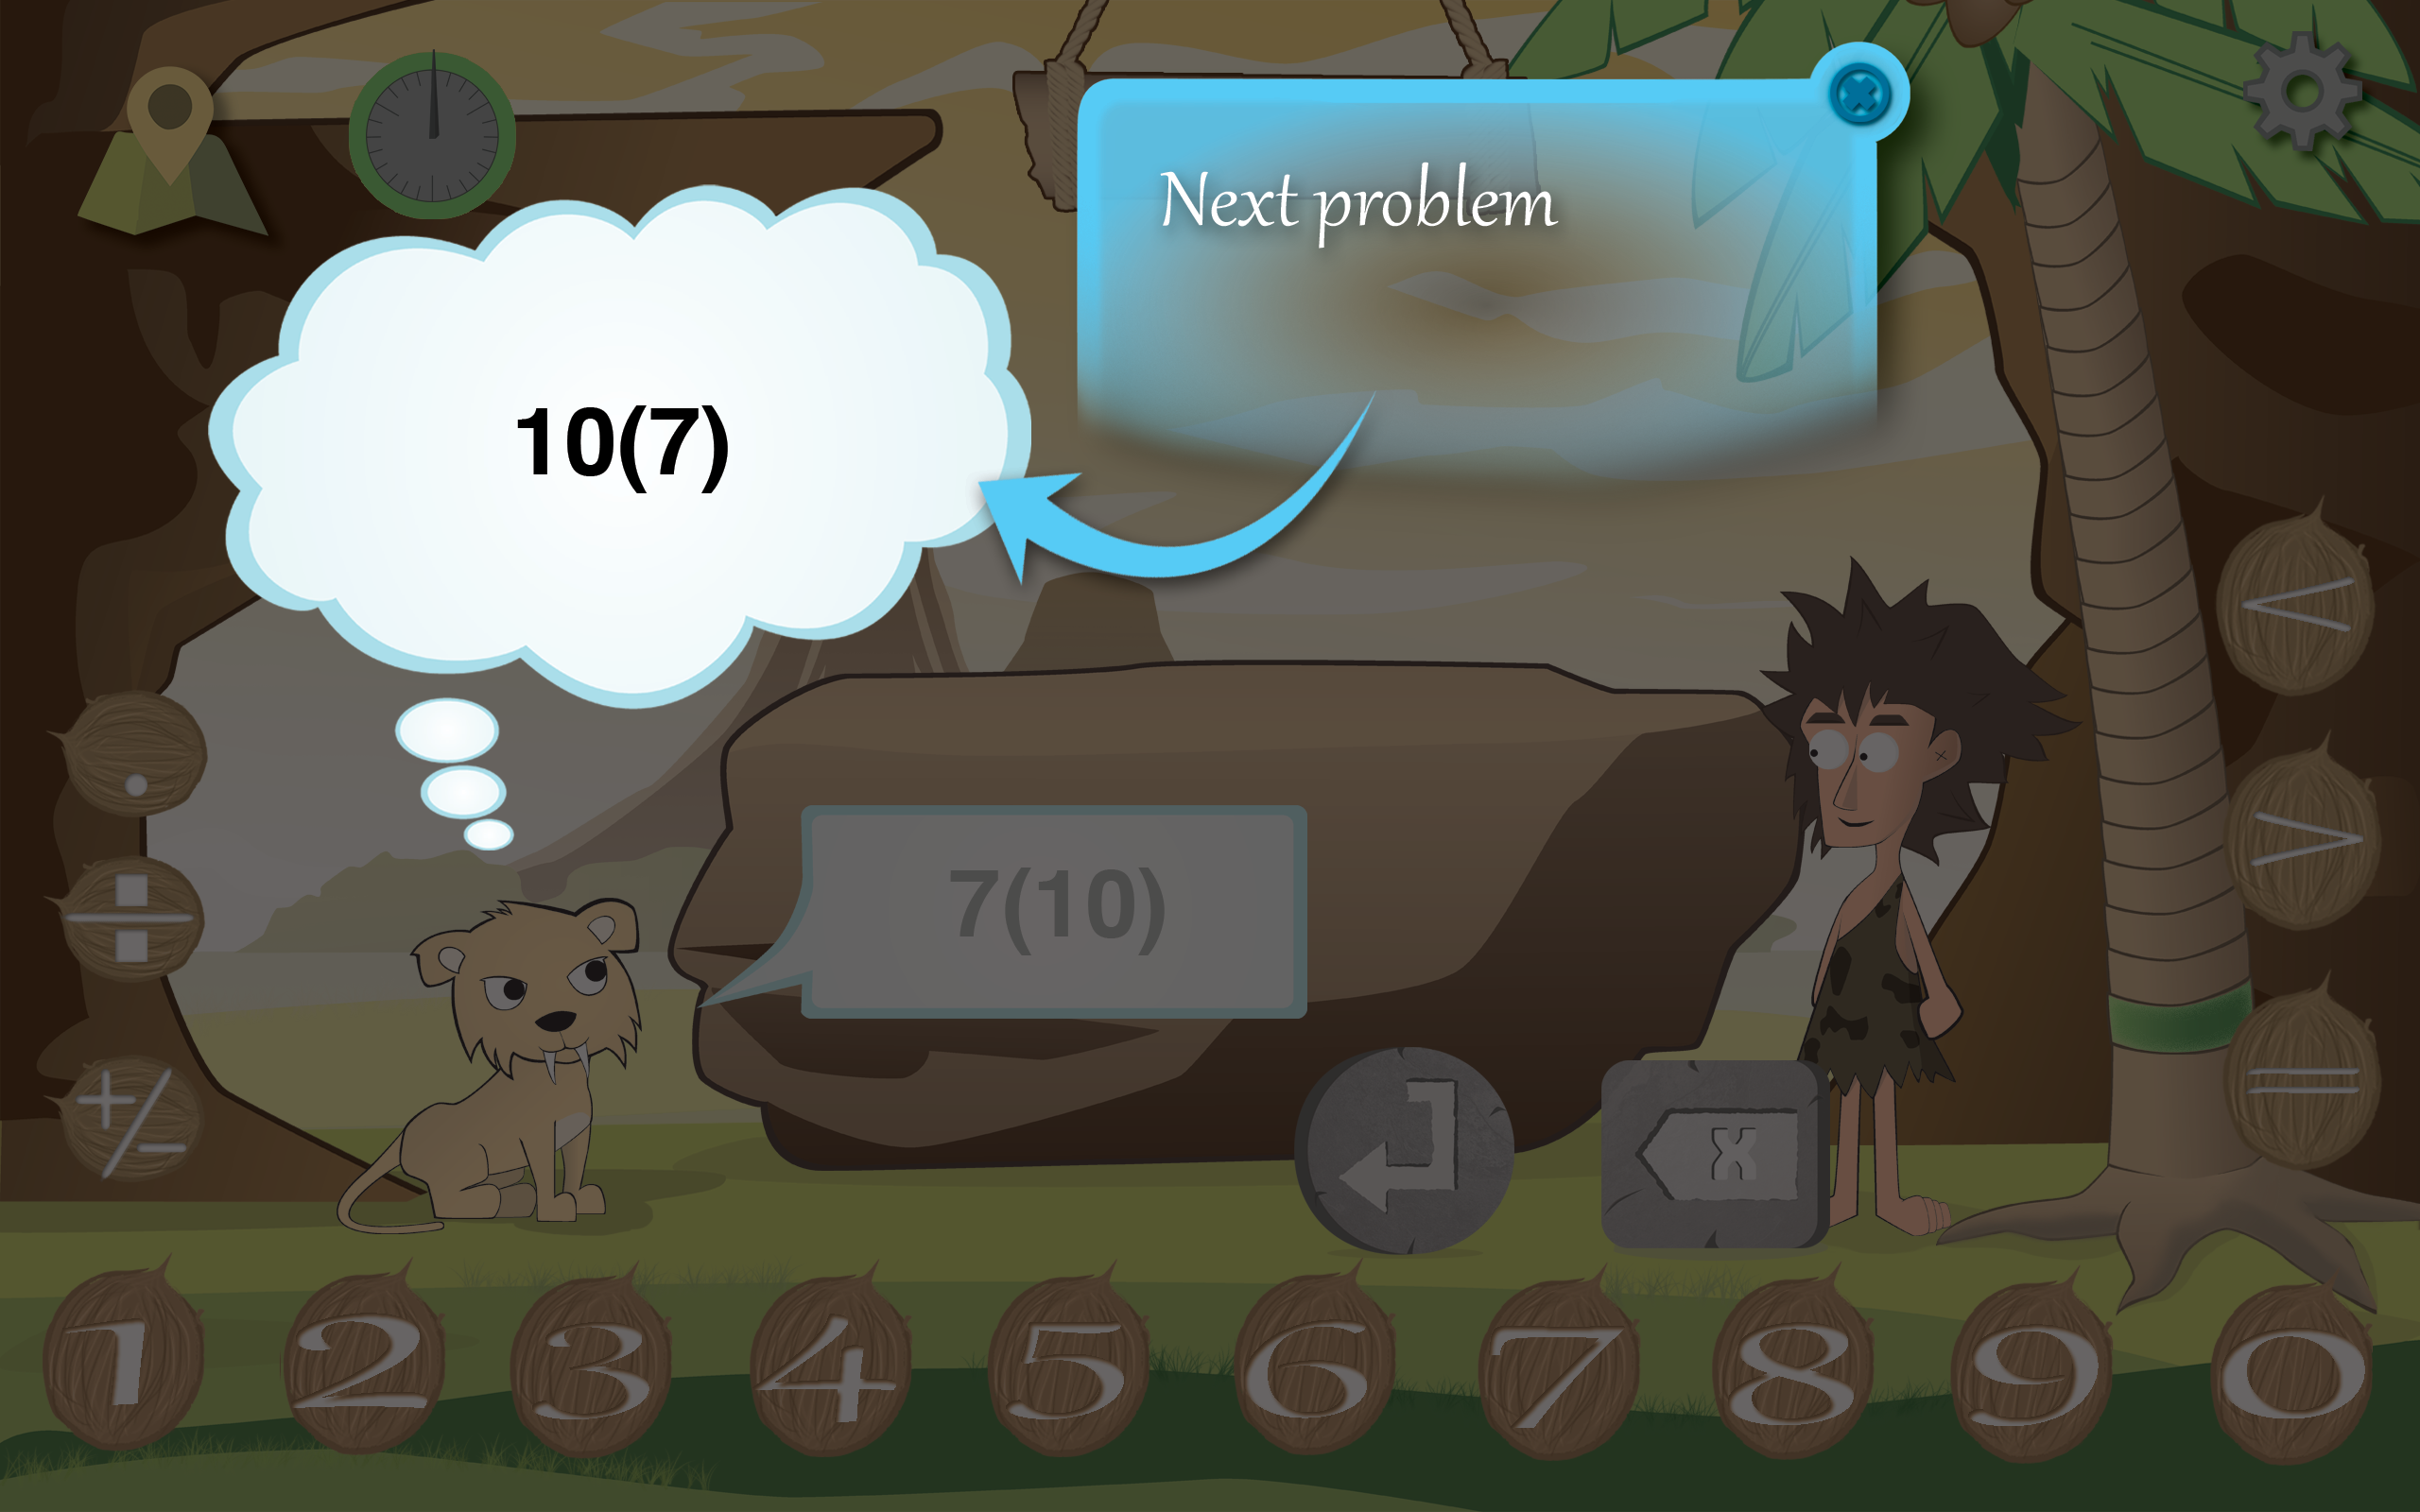 Next problem
10(7)
7(10)
.
÷
+/-
<
>
=
X
1 2 3 4 5 6 7 8 9 0